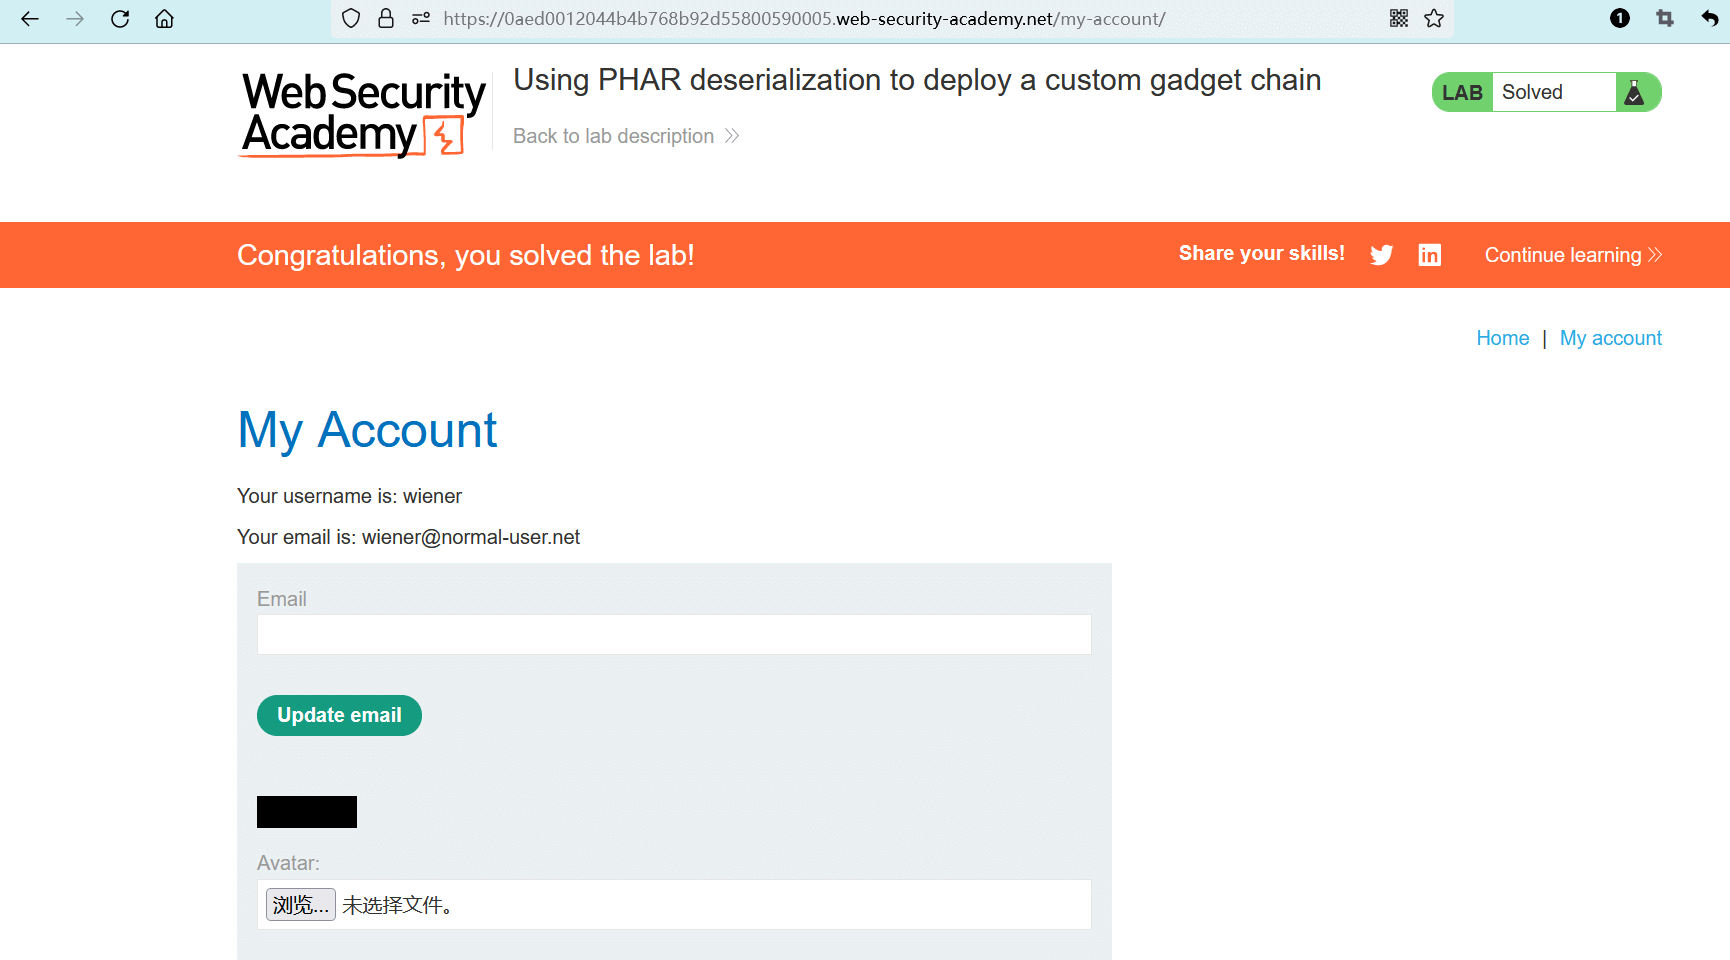 https://0aed0012044b4b768b92d55800590005.web-security-academy.net/my-account/
1
Web Security
Academy
Using PHAR deserialization to deploy a custom gadget chain
Back to lab description
LAB Solved
Congratulations, you solved the lab!
Share your skills!
in
Continue learning
Home | My account
My Account
Your username is: wiener
Your email is: wiener@normal-user.net
Email
Update email
Avatar:
浏览... 未选择文件。